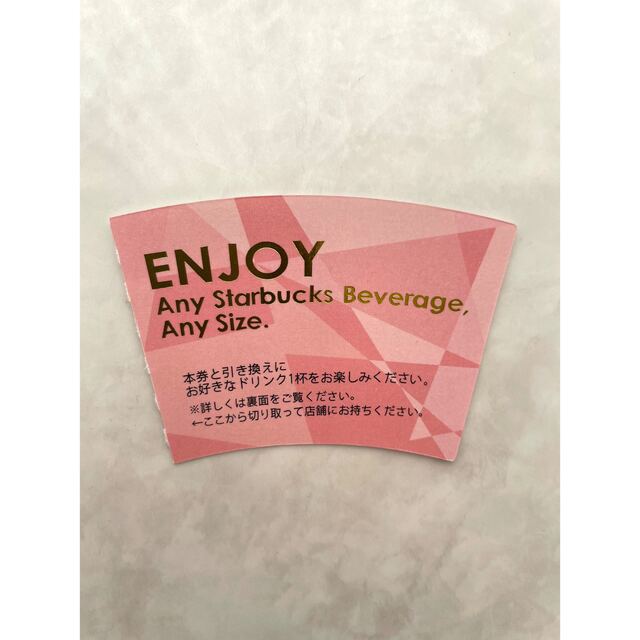 ENJOY
Any Starbucks Beverage,
Any Size.
本券と引き換えに
お好きなドリンク1杯をお楽しみください。
※詳しくは裏面をご覧ください。
←ここから切り取って店舗にお持ちください。